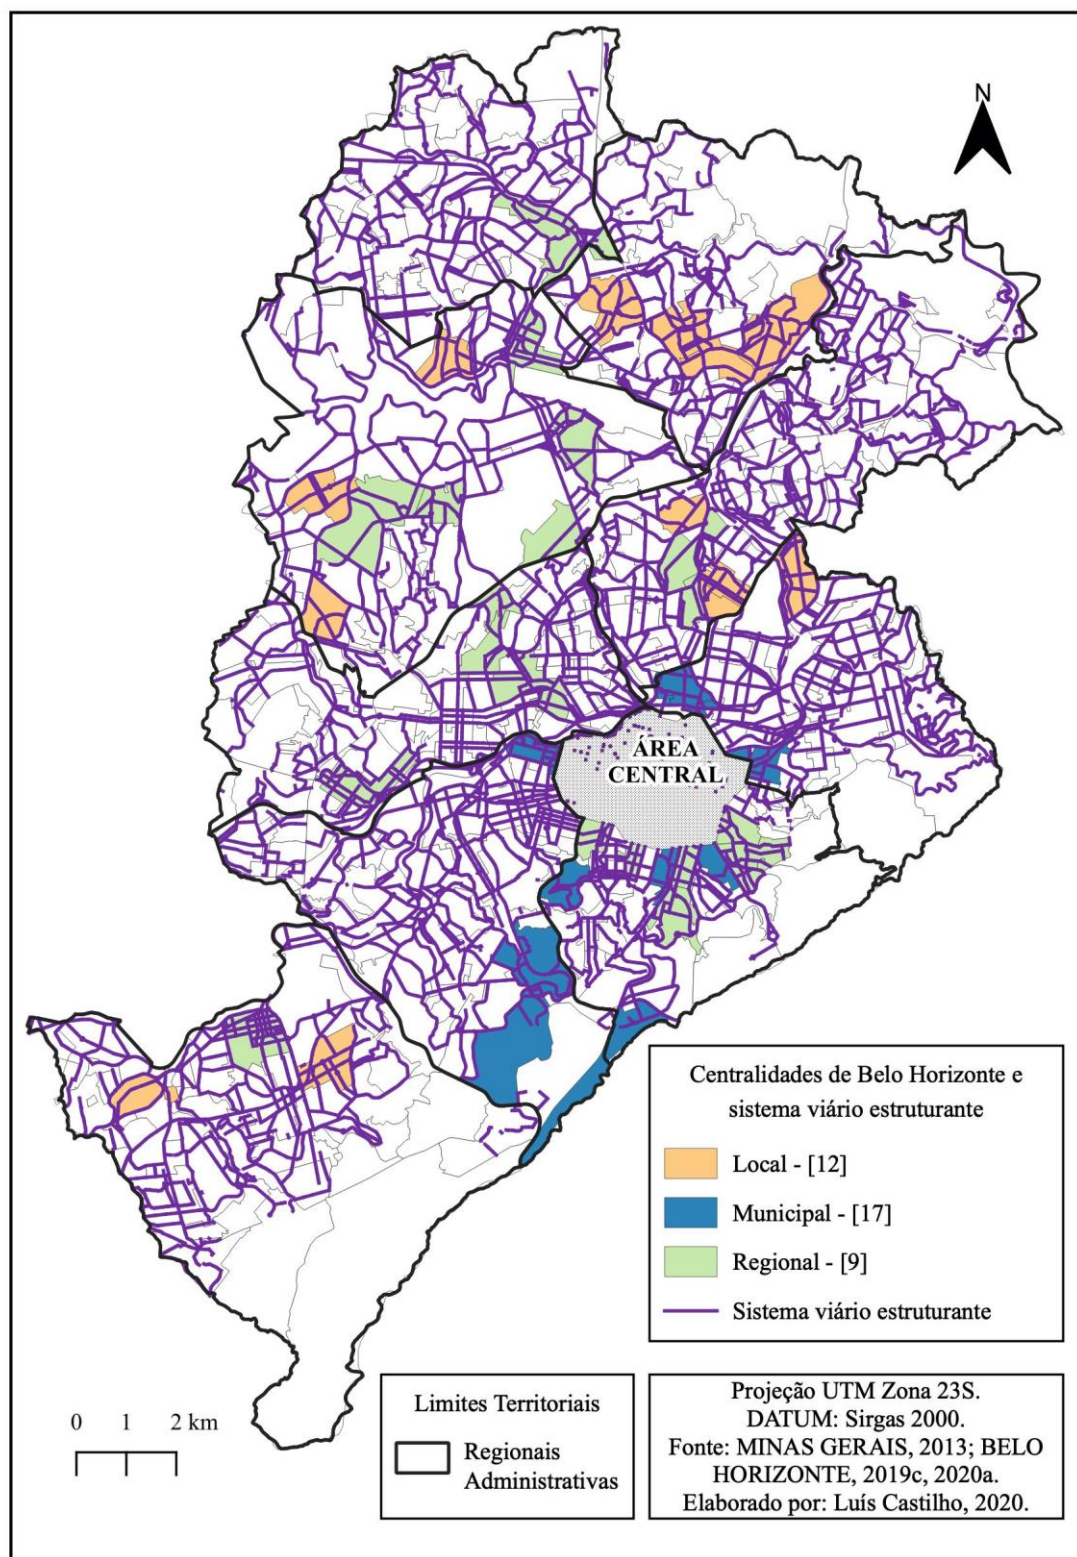 N
ÁREA
CENTRAL
Centralidades de Belo Horizonte e
sistema viário estruturante
Local - [12]
Municipal - [17]
Regional - [9]
Sistema viário estruturante
0 1 2 km
Limites Territoriais
Regionais
Administrativas
Projeção UTM Zona 23S.
DATUM: Sirgas 2000.
Fonte: MINAS GERAIS, 2013; BELO
HORIZONTE, 2019c, 2020a.
Elaborado por: Luís Castilho, 2020.